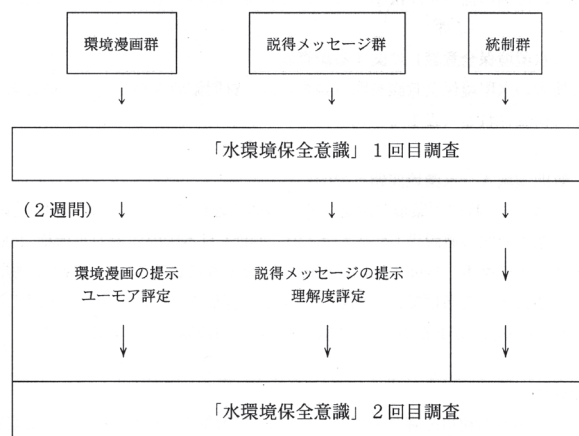 環境漫画群
説得メッセージ群
統制群
「水環境保全意識」1回目調査
(2週間)
環境漫画の提示
ユーモア評定
説得メッセージの提示
理解度評定
「水環境保全意識」2回目調査